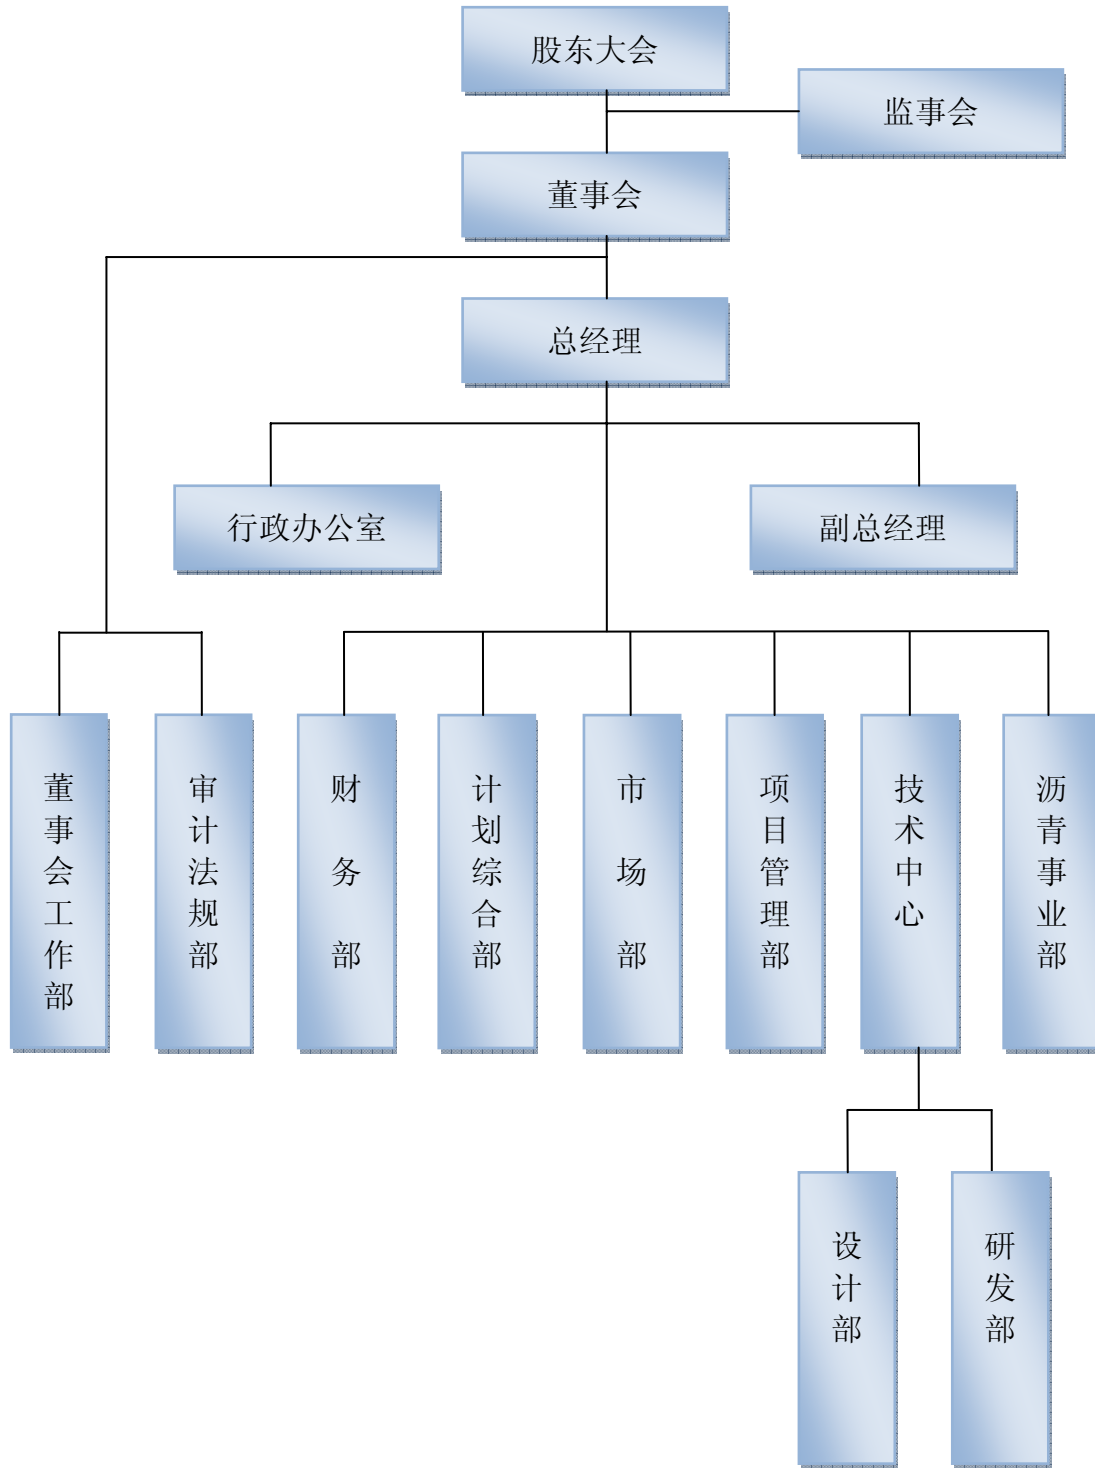 股东大会
监事会
董事会
总经理
行政办公室
副总经理
董事会工作部
审计法规部
财务部
计划综合部
市场部
项目管理部
技术中心
沥青事业部
设计部
研发部